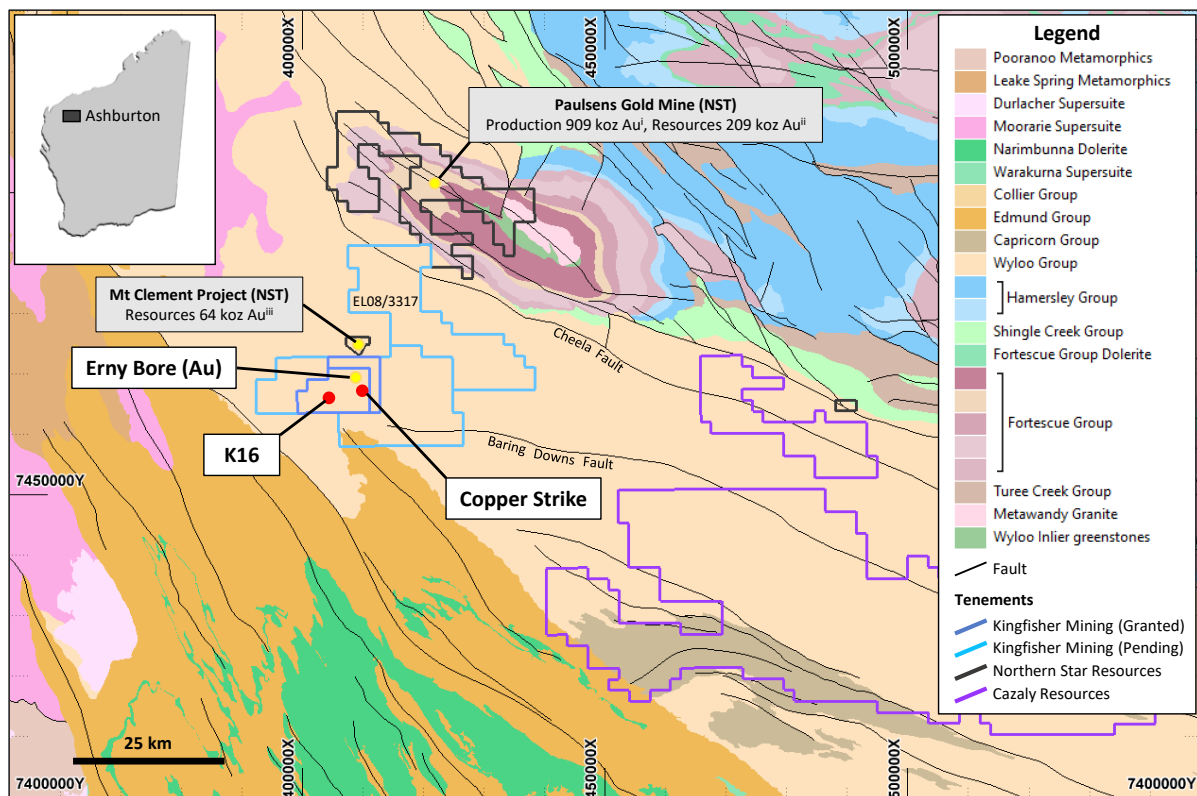 400000X
450000X
500000X
Ashburton
Paulsens Gold Mine (NST)
Production 909 koz Auⁱ, Resources 209 koz Auⁱⁱ
EL08/3317
Mt Clement Project (NST)
Resources 64 koz Auⁱⁱⁱ
Cheela Fault
Erny Bore (Au)
K16
Baring Downs Fault
Copper Strike
7450000Y
7450000Y
25 km
7400000Y
400000X
450000X
500000X
7400000Y
Legend
Pooranoo Metamorphics
Leake Spring Metamorphics
Durlacher Supersuite
Moorarie Supersuite
Narimbunna Dolerite
Warakurna Supersuite
Collier Group
Edmund Group
Capricorn Group
Wyloo Group
Hamersley Group
Shingle Creek Group
Fortescue Group Dolerite
Fortescue Group
Turee Creek Group
Metawandy Granite
Wyloo Inlier greenstones
Fault
Tenements
Kingfisher Mining (Granted)
Kingfisher Mining (Pending)
Northern Star Resources
Cazaly Resources